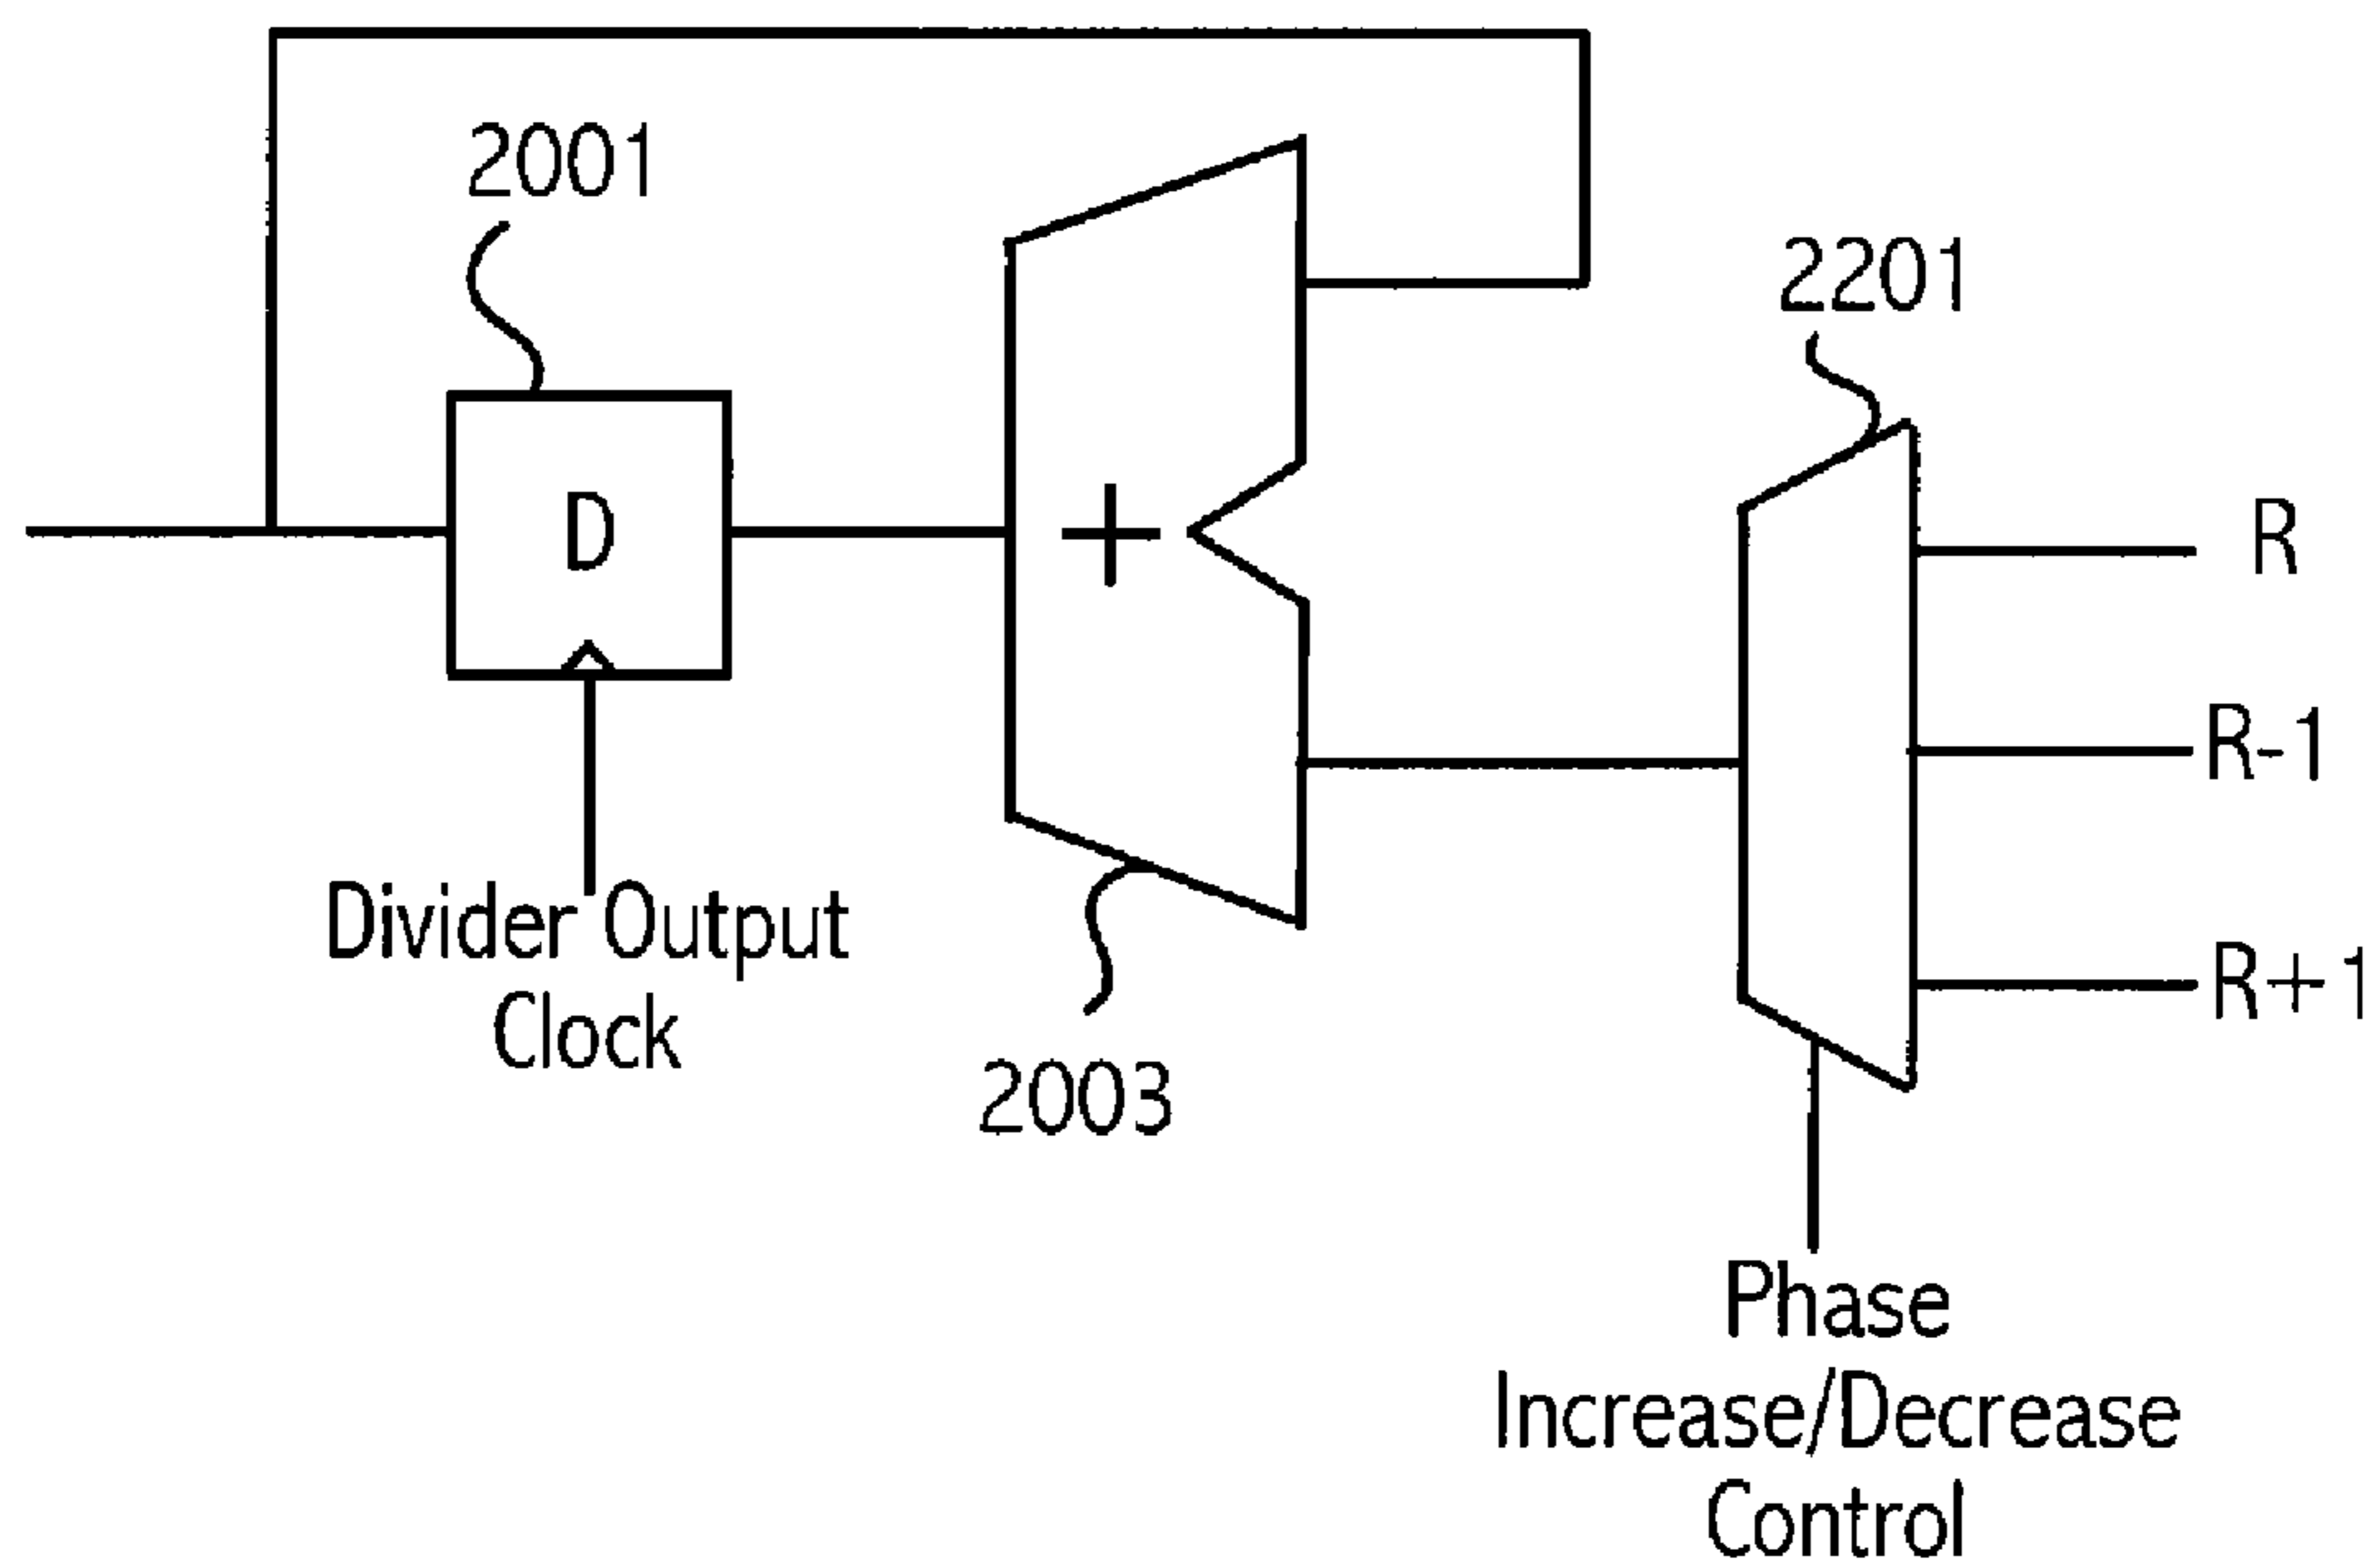 2001
2201
D
+
R
R-1
R+1
Divider Output
Clock
2003
Phase
Increase/Decrease
Control